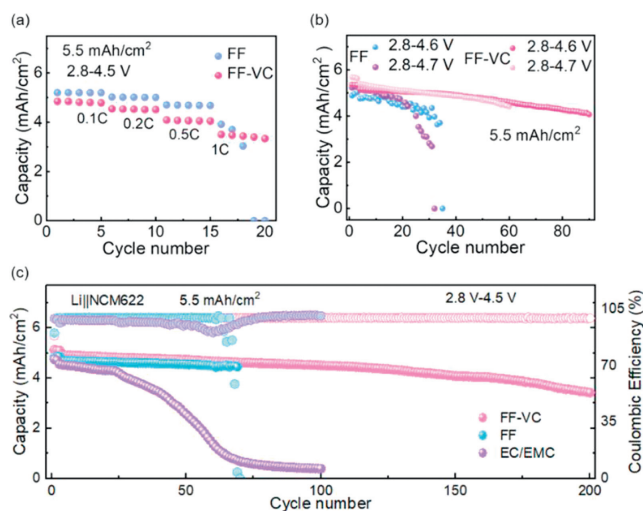 (a)
5.5 mAh/cm²
2.8-4.5 V
FF
FF-VC
0.1C
0.2C
0.5C
1C
Capacity (mAh/cm²)
6
4
2
0
0 5 10 15 20
Cycle number
(b)
FF
2.8-4.6 V
2.8-4.7 V
FF-VC
2.8-4.6 V
2.8-4.7 V
5.5 mAh/cm²
Capacity (mAh/cm²)
6
4
2
0
0 20 40 60 80
Cycle number
(c)
Li||NCM622 5.5 mAh/cm² 2.8 V-4.5 V
FF-VC
FF
EC/EMC
Capacity (mAh/cm²)
6
4
2
0
Coulombic Efficiency (%)
105
70
35
0
0 50 100 150 200
Cycle number